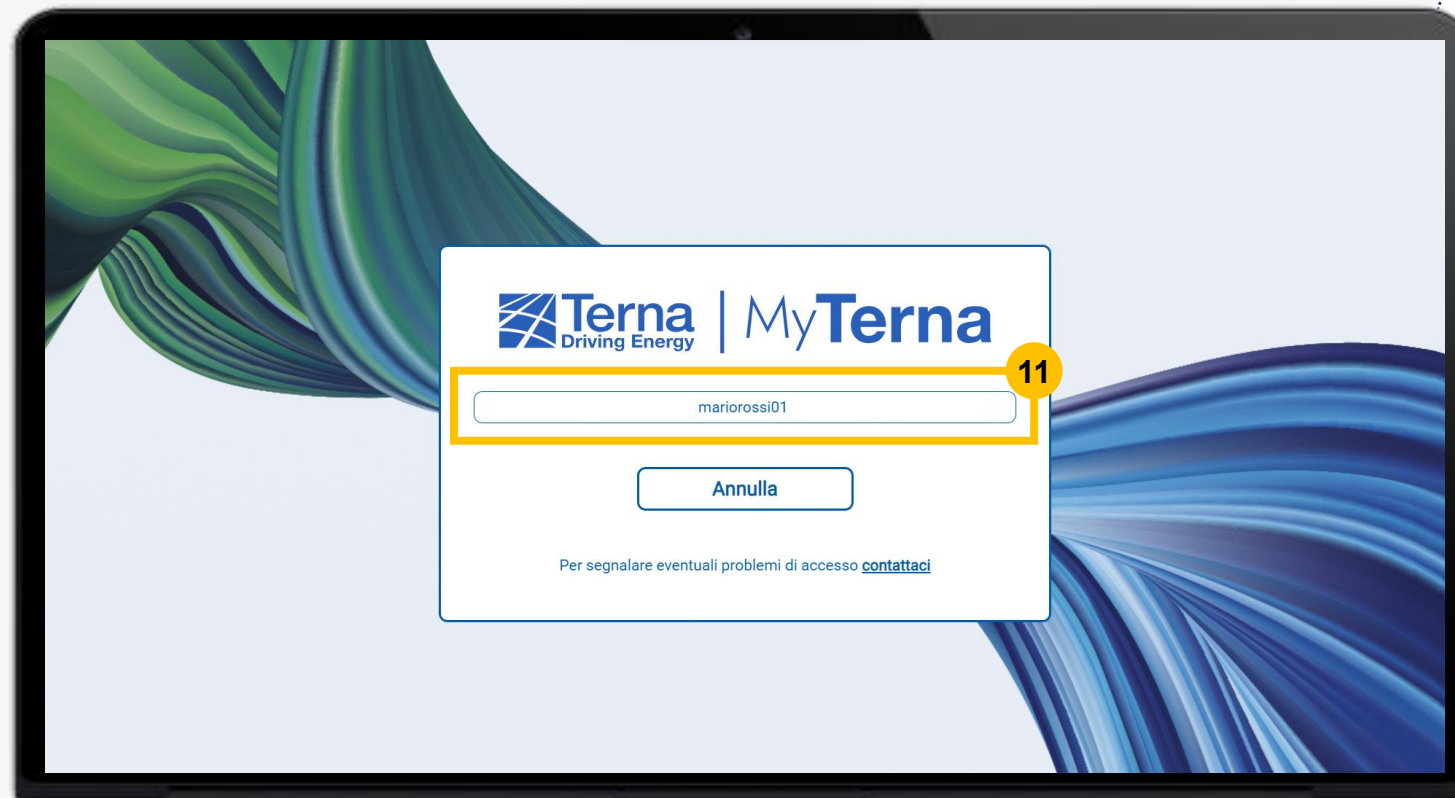 Terna | MyTerna
Driving Energy
11
mariorossi01
Annulla
Per segnalare eventuali problemi di accesso contattaci